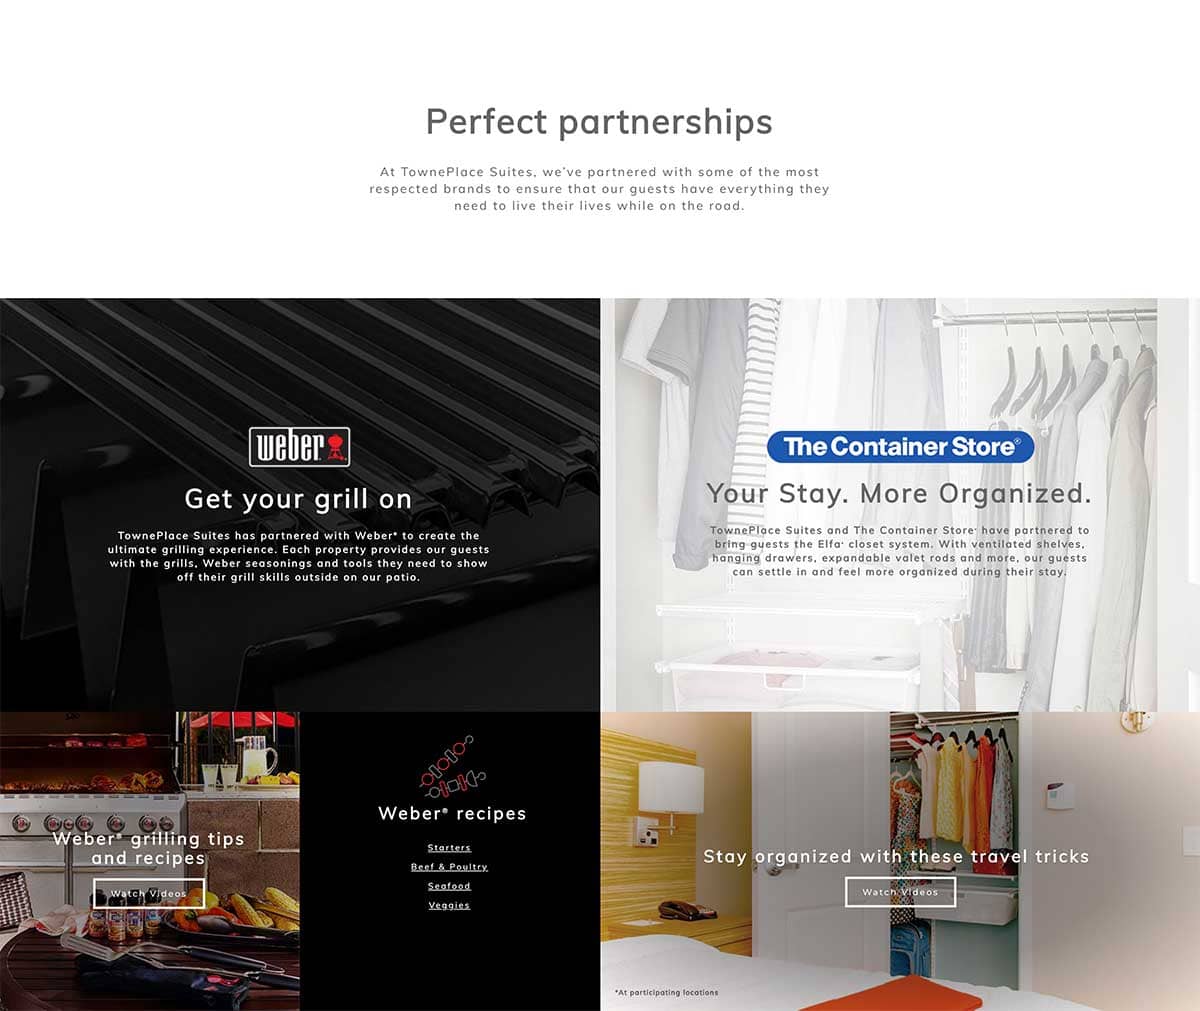 Perfect partnerships
At TownePlace Suites, we’ve partnered with some of the most
respected brands to ensure that our guests have everything they
need to live their lives while on the road.
weber
Get your grill on
TownePlace Suites has partnered with Weber® to create the
ultimate grilling experience. Each property provides our guests
with the grills, Weber seasonings and tools they need to show
off their grill skills outside on our patio.
The Container Store®
Your Stay. More Organized.
TownePlace Suites and The Container Store® have partnered to
bring guests the Elfa® closet system. With ventilated shelves,
hanging drawers, expandable valet rods and more, our guests
can settle in and feel more organized during their stay.
Weber® grilling tips
and recipes
Watch Videos
Weber® recipes
Starters
Beef & Poultry
Seafood
Veggies
Stay organized with these travel tricks
Watch Videos
*At participating locations